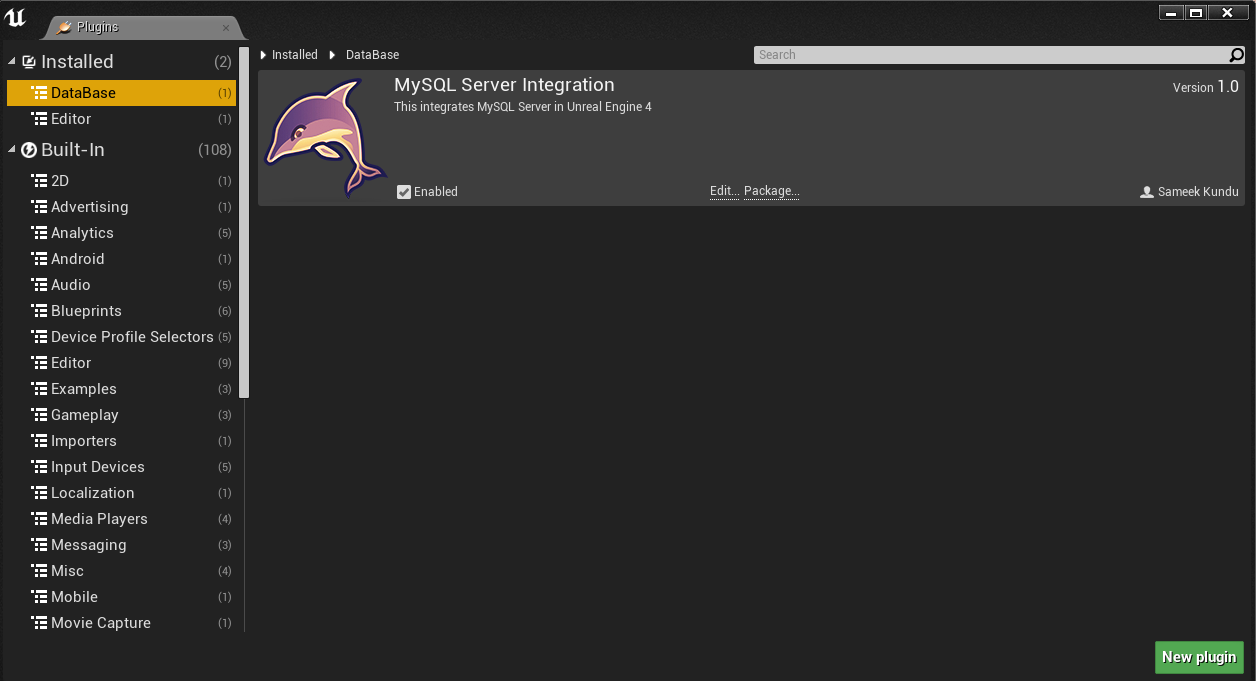 Plugins
Installed (2)
DataBase (1)
Editor (1)
Built-In (108)
2D (1)
Advertising (1)
Analytics (5)
Android (1)
Audio (5)
Blueprints (6)
Device Profile Selectors (5)
Editor (9)
Examples (3)
Gameplay (3)
Importers (1)
Input Devices (5)
Localization (1)
Media Players (4)
Messaging (3)
Misc (4)
Mobile (1)
Movie Capture (1)
Installed DataBase
Search
MySQL Server Integration
Version 1.0
This integrates MySQL Server in Unreal Engine 4
Enabled
Edit... Package...
Sameek Kundu
New plugin